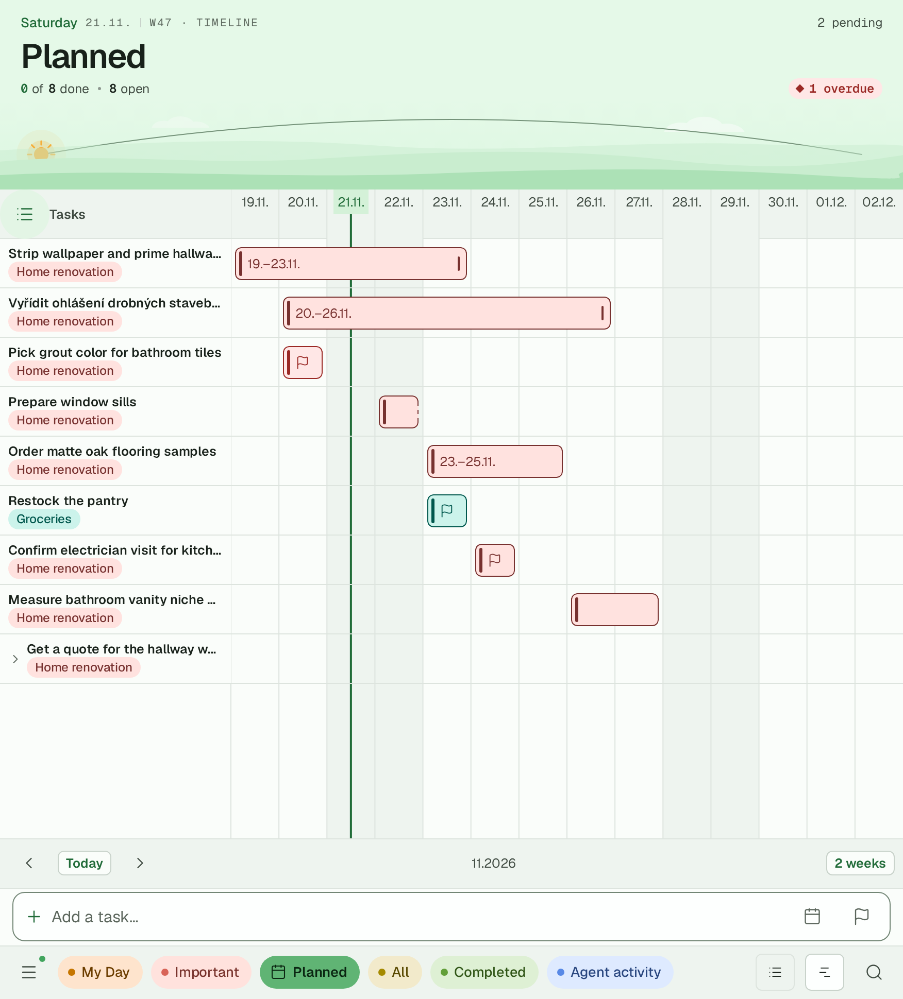 Saturday 21.11. W47 · TIMELINE
2 pending
Planned
0 of 8 done • 8 open
1 overdue
Tasks
19.11. 20.11. 21.11. 22.11. 23.11. 24.11. 25.11. 26.11. 27.11. 28.11. 29.11. 30.11. 01.12. 02.12.
Strip wallpaper and prime hallwa…
Home renovation
19.–23.11.
Vyřídit ohlášení drobných staveb…
Home renovation
20.–26.11.
Pick grout color for bathroom tiles
Home renovation
Prepare window sills
Home renovation
Order matte oak flooring samples
Home renovation
23.–25.11.
Restock the pantry
Groceries
Confirm electrician visit for kitch…
Home renovation
Measure bathroom vanity niche …
Home renovation
Get a quote for the hallway w…
Home renovation
Today
11.2026
2 weeks
Add a task…
My Day
Important
Planned
All
Completed
Agent activity